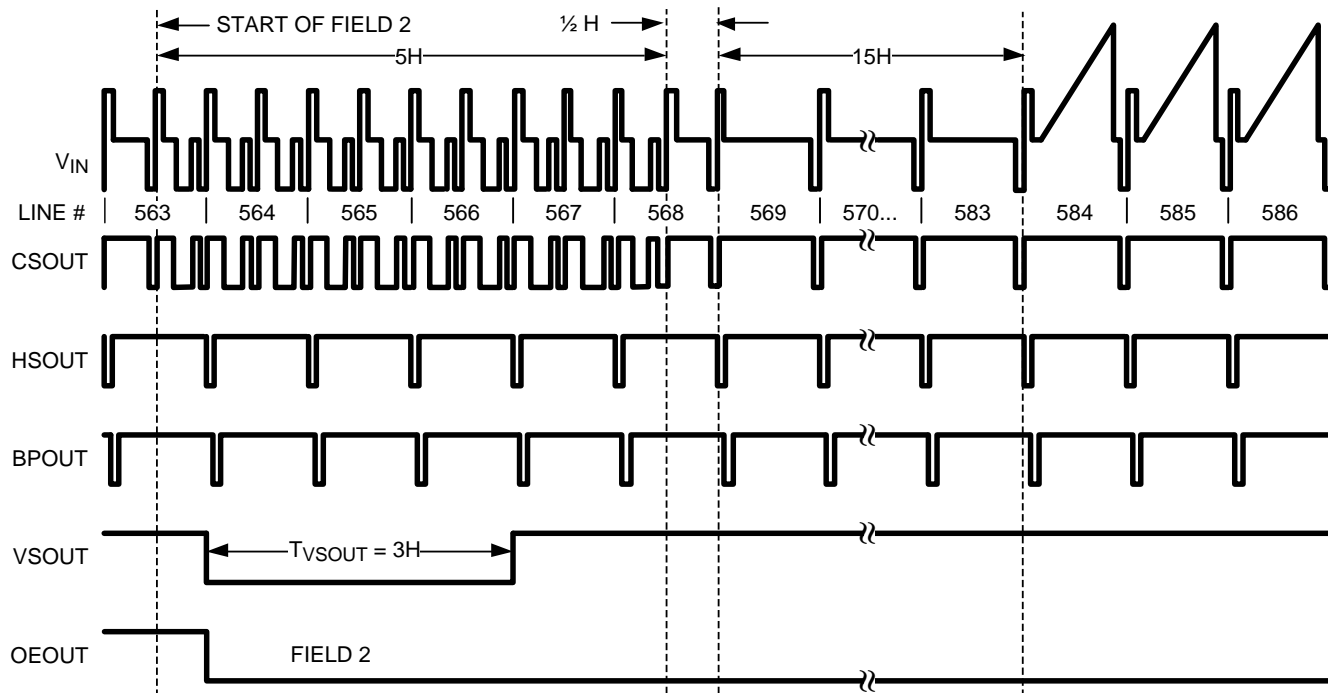 START OF FIELD 2
½ H
5H
15H
VIN
LINE # | 563 | 564 | 565 | 566 | 567 | 568 569 | 570... | 583 584 | 585 | 586
CSOUT
HSOUT
BPOUT
VSOUT
TVSOUT = 3H
OEOUT
FIELD 2